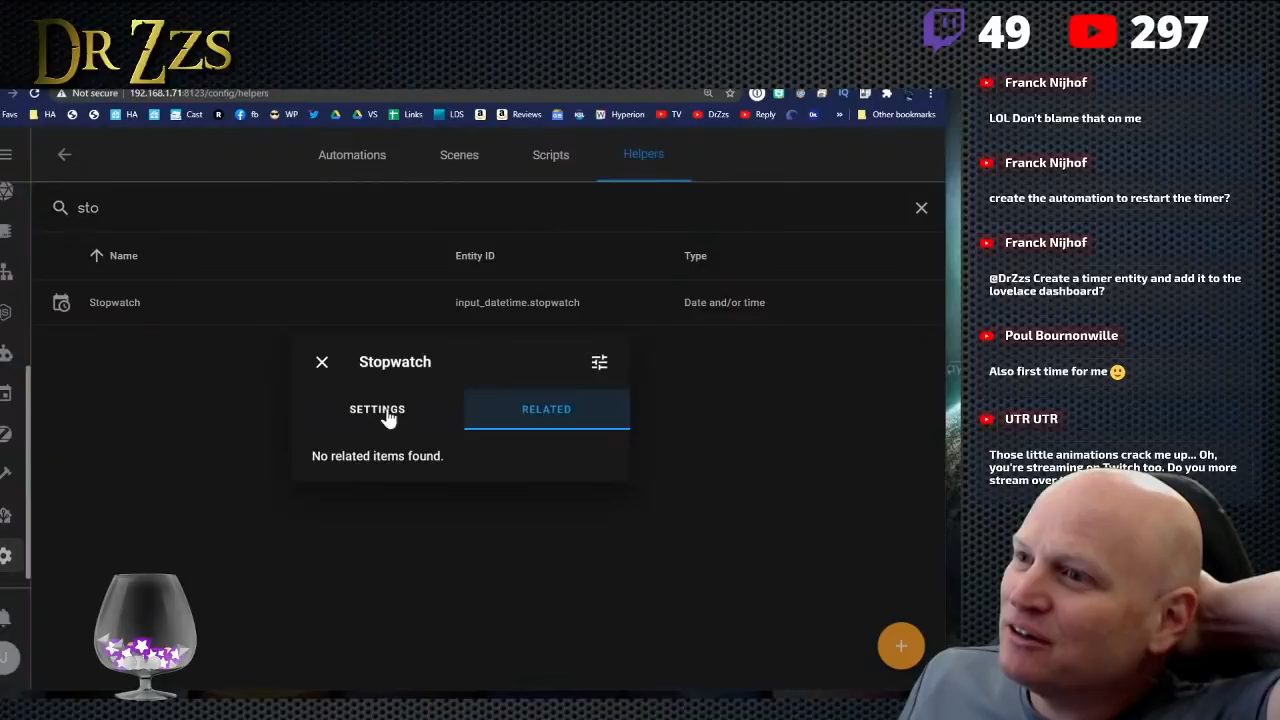 DR ZZS
49
297
Not secure | 192.168.1.71:8123/config/helpers
Favs HA HA Cast fb WP VS Links LDS Reviews Hyperion TV DrZzs Reply » Other bookmarks
Automations Scenes Scripts Helpers
sto
Name Entity ID Type
Stopwatch input_datetime.stopwatch Date and/or time
Stopwatch
SETTINGS RELATED
No related items found.
Franck Nijhof
LOL Don't blame that on me
Franck Nijhof
create the automation to restart the timer?
Franck Nijhof
@DrZzs Create a timer entity and add it to the
lovelace dashboard?
Poul Bournonwille
Also first time for me
UTR UTR
Those little animations crack me up... Oh,
you're streaming on Twitch too. Do you more
stream over